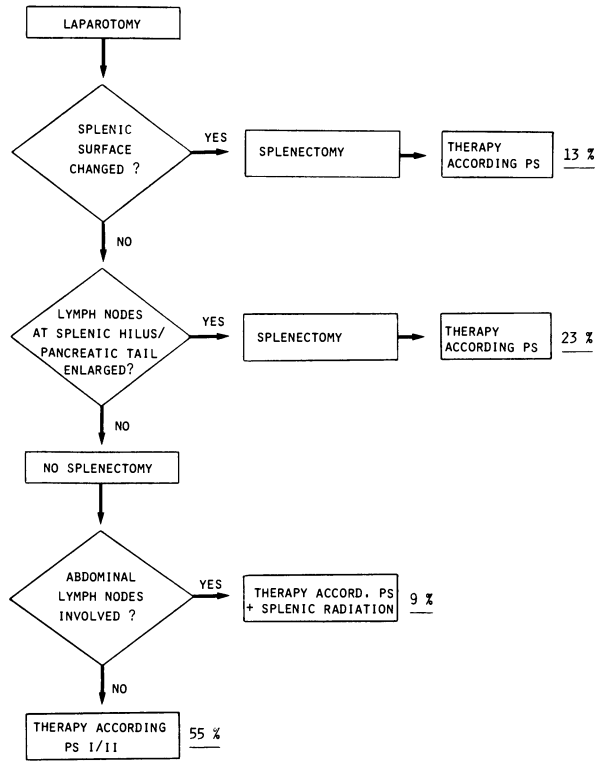 LAPAROTOMY
SPLENIC
SURFACE
CHANGED ?
YES
SPLENECTOMY
THERAPY
ACCORDING PS
13 %
NO
LYMPH NODES
AT SPLENIC HILUS/
PANCREATIC TAIL
ENLARGED?
YES
SPLENECTOMY
THERAPY
ACCORDING PS
23 %
NO
NO SPLENECTOMY
ABDOMINAL
LYMPH NODES
INVOLVED ?
YES
THERAPY ACCORD. PS
+ SPLENIC RADIATION
9 %
NO
THERAPY ACCORDING
PS I/II
55 %